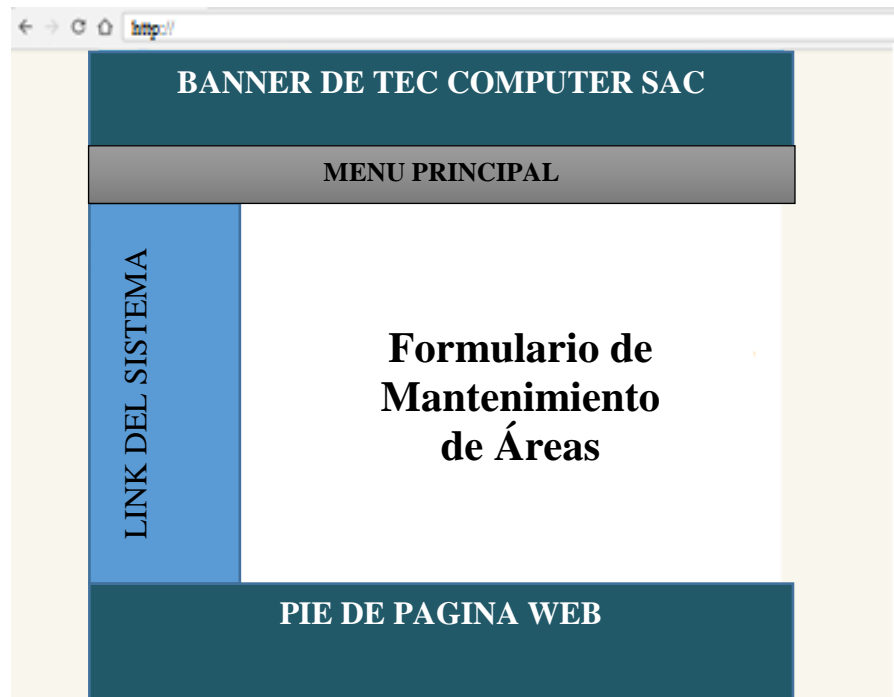 http://
BANNER DE TEC COMPUTER SAC
MENU PRINCIPAL
LINK DEL SISTEMA
Formulario de
Mantenimiento
de Áreas
PIE DE PAGINA WEB